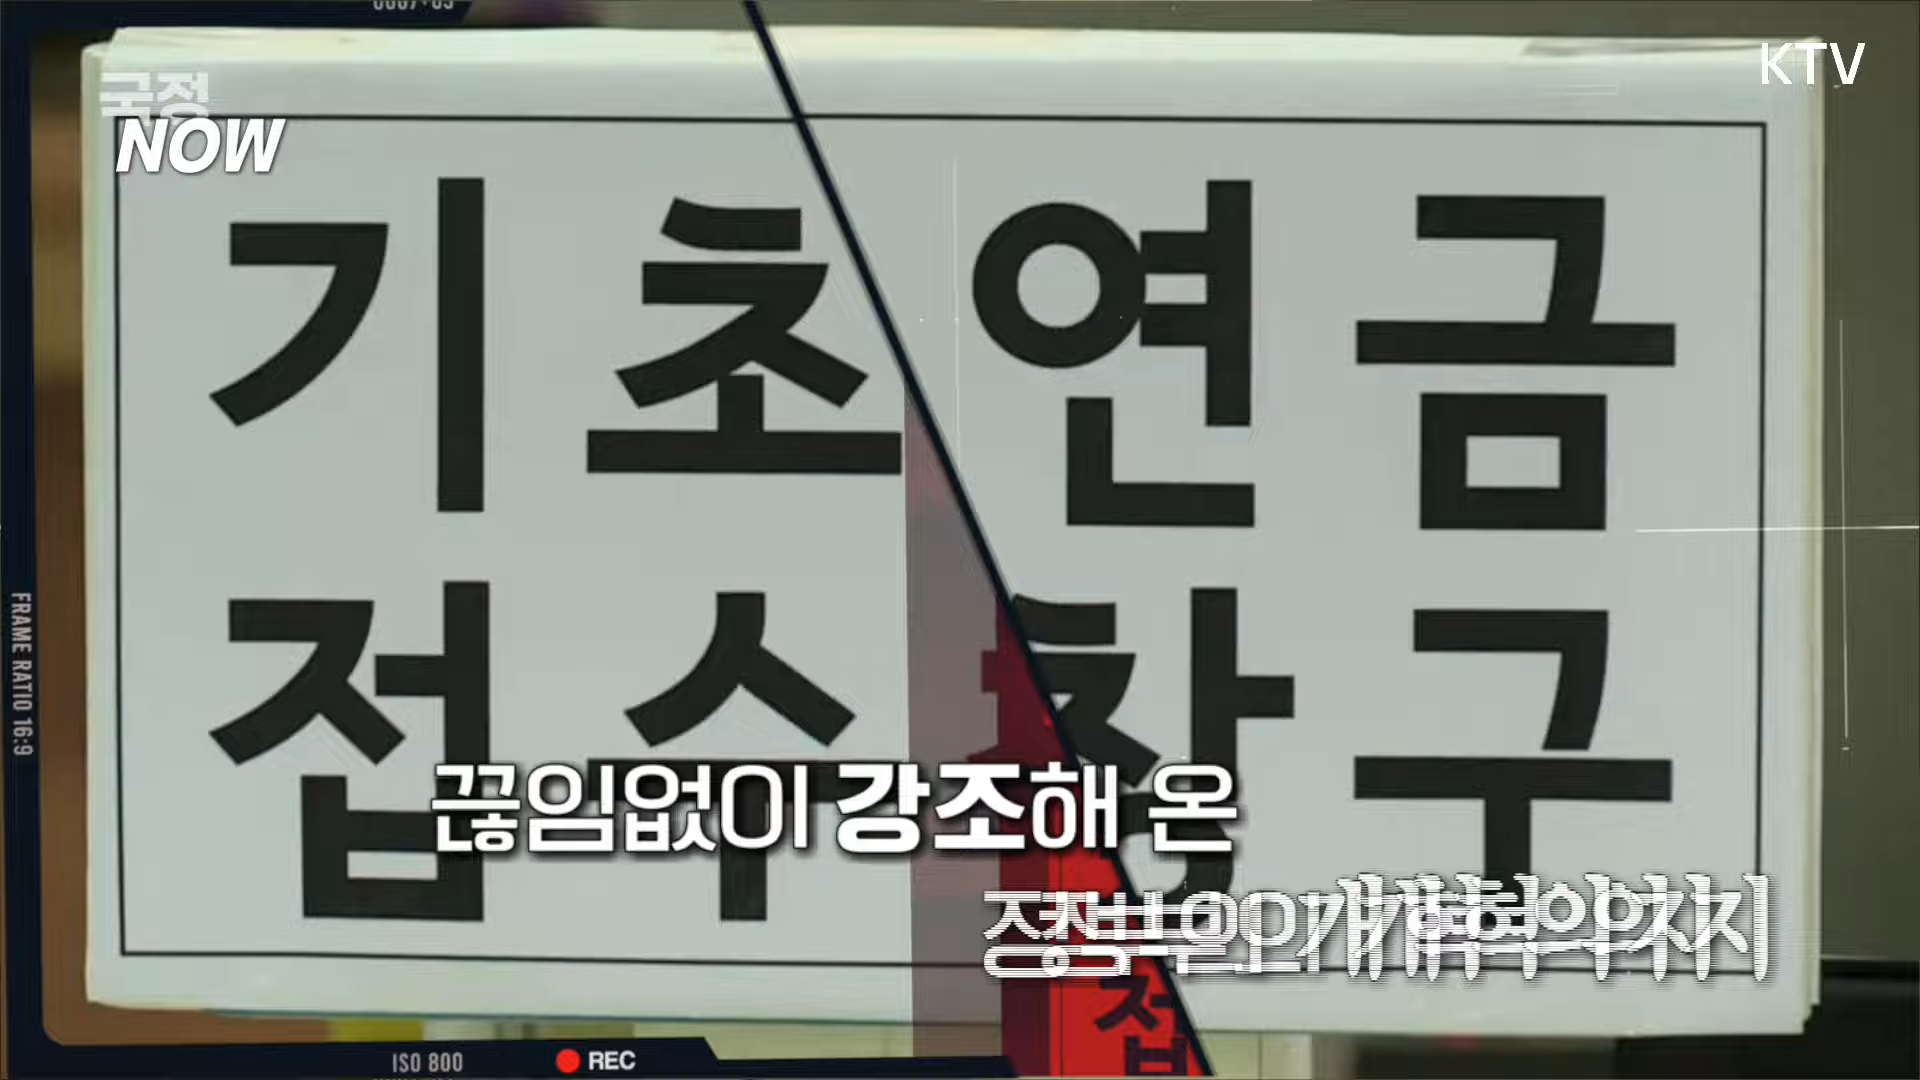 KTV
국정
NOW
기초연금
접수창구
끊임없이 강조해 온
FRAME RATIO 16:9
ISO 800
REC